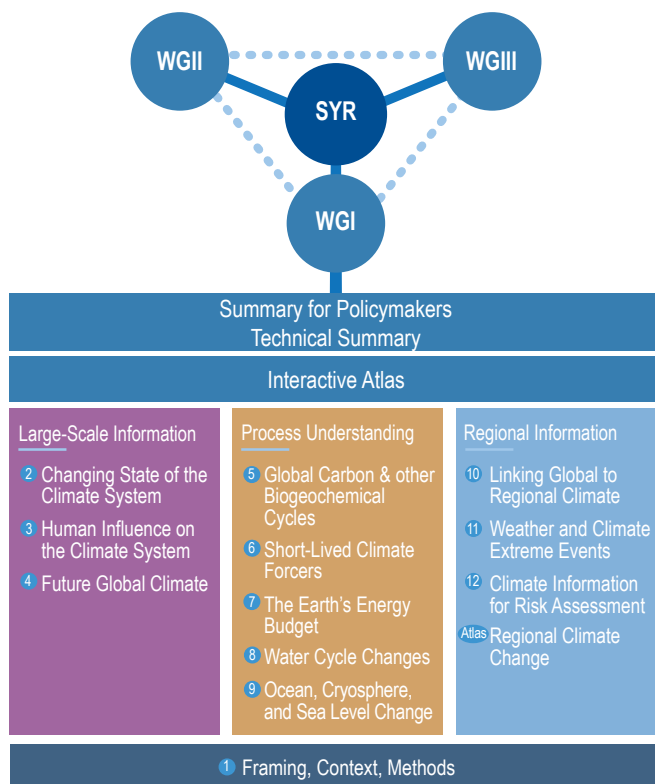 WGII
WGIII
SYR
WGI
Summary for Policymakers
Technical Summary
Interactive Atlas
Large-Scale Information
2 Changing State of the
Climate System
3 Human Influence on
the Climate System
4 Future Global Climate
Process Understanding
5 Global Carbon & other
Biogeochemical
Cycles
6 Short-Lived Climate
Forcers
7 The Earth's Energy
Budget
8 Water Cycle Changes
9 Ocean, Cryosphere,
and Sea Level Change
Regional Information
10 Linking Global to
Regional Climate
11 Weather and Climate
Extreme Events
12 Climate Information
for Risk Assessment
Atlas Regional Climate
Change
1 Framing, Context, Methods